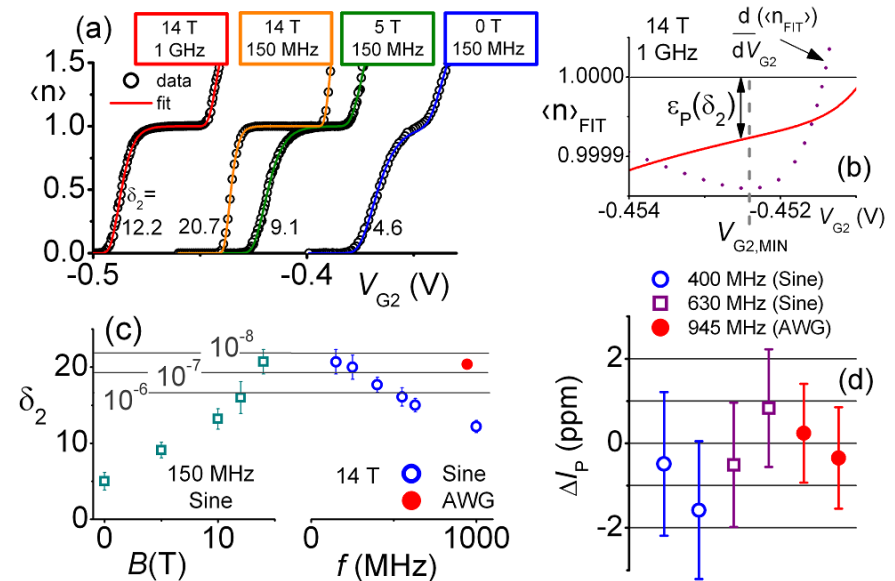 (a)
14 T
1 GHz
14 T
150 MHz
5 T
150 MHz
0 T
150 MHz
1.5
⟨n⟩
1.0
0.5
0.0
data
fit
δ2=
12.2
20.7
9.1
4.6
-0.5
-0.4
VG2 (V)
14 T
1 GHz
d
dVG2
(⟨nFIT⟩)
1.0000
⟨n⟩FIT
0.9999
εP(δ2)
(b)
-0.454
-0.452
VG2 (V)
VG2,MIN
(c)
10-8
10-7
10-6
20
δ2
10
0
150 MHz
Sine
14 T
Sine
AWG
0
10
B(T)
0
1000
f (MHz)
400 MHz (Sine)
630 MHz (Sine)
945 MHz (AWG)
(d)
2
0
-2
ΔIP (ppm)